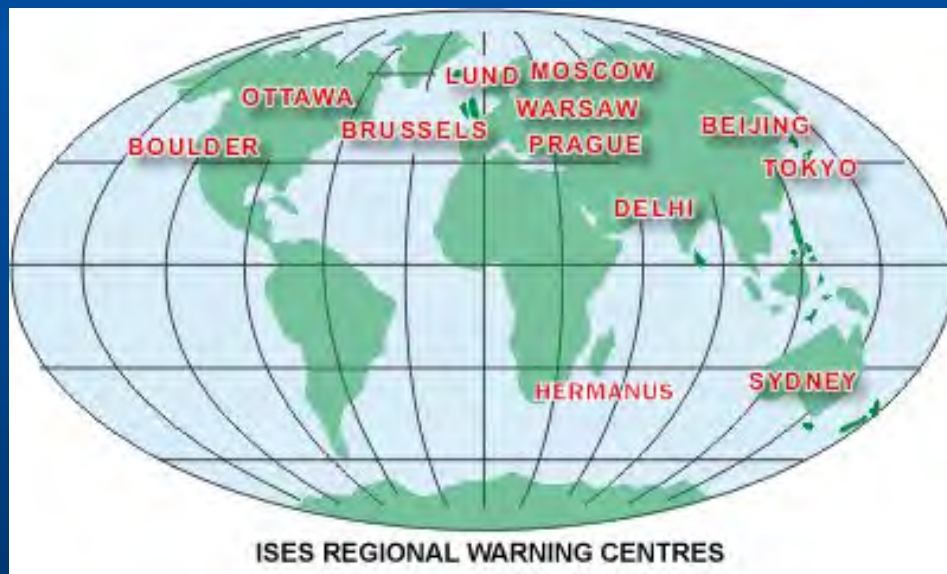 LUND
MOSCOW
OTTAWA
WARSAW
BRUSSELS
BEIJING
BOULDER
PRAGUE
TOKYO
DELHI
HERMANUS
SYDNEY
ISES REGIONAL WARNING CENTRES